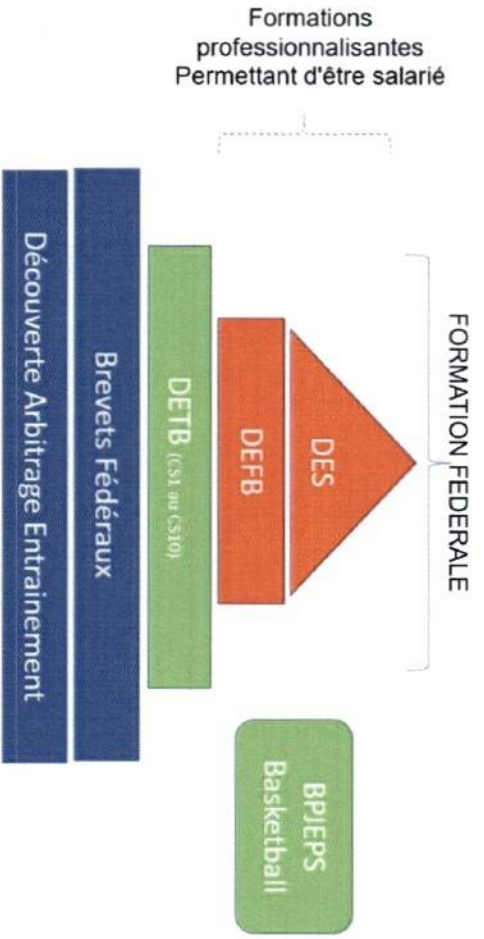 Formations
professionnalisantes
Permettant d'être salarié
FORMATION FEDERALE
DES
DEFB
DETB (CS1 au CS10)
Brevets Fédéraux
Découverte Arbitrage Entrainement
BPJEPS
Basketball